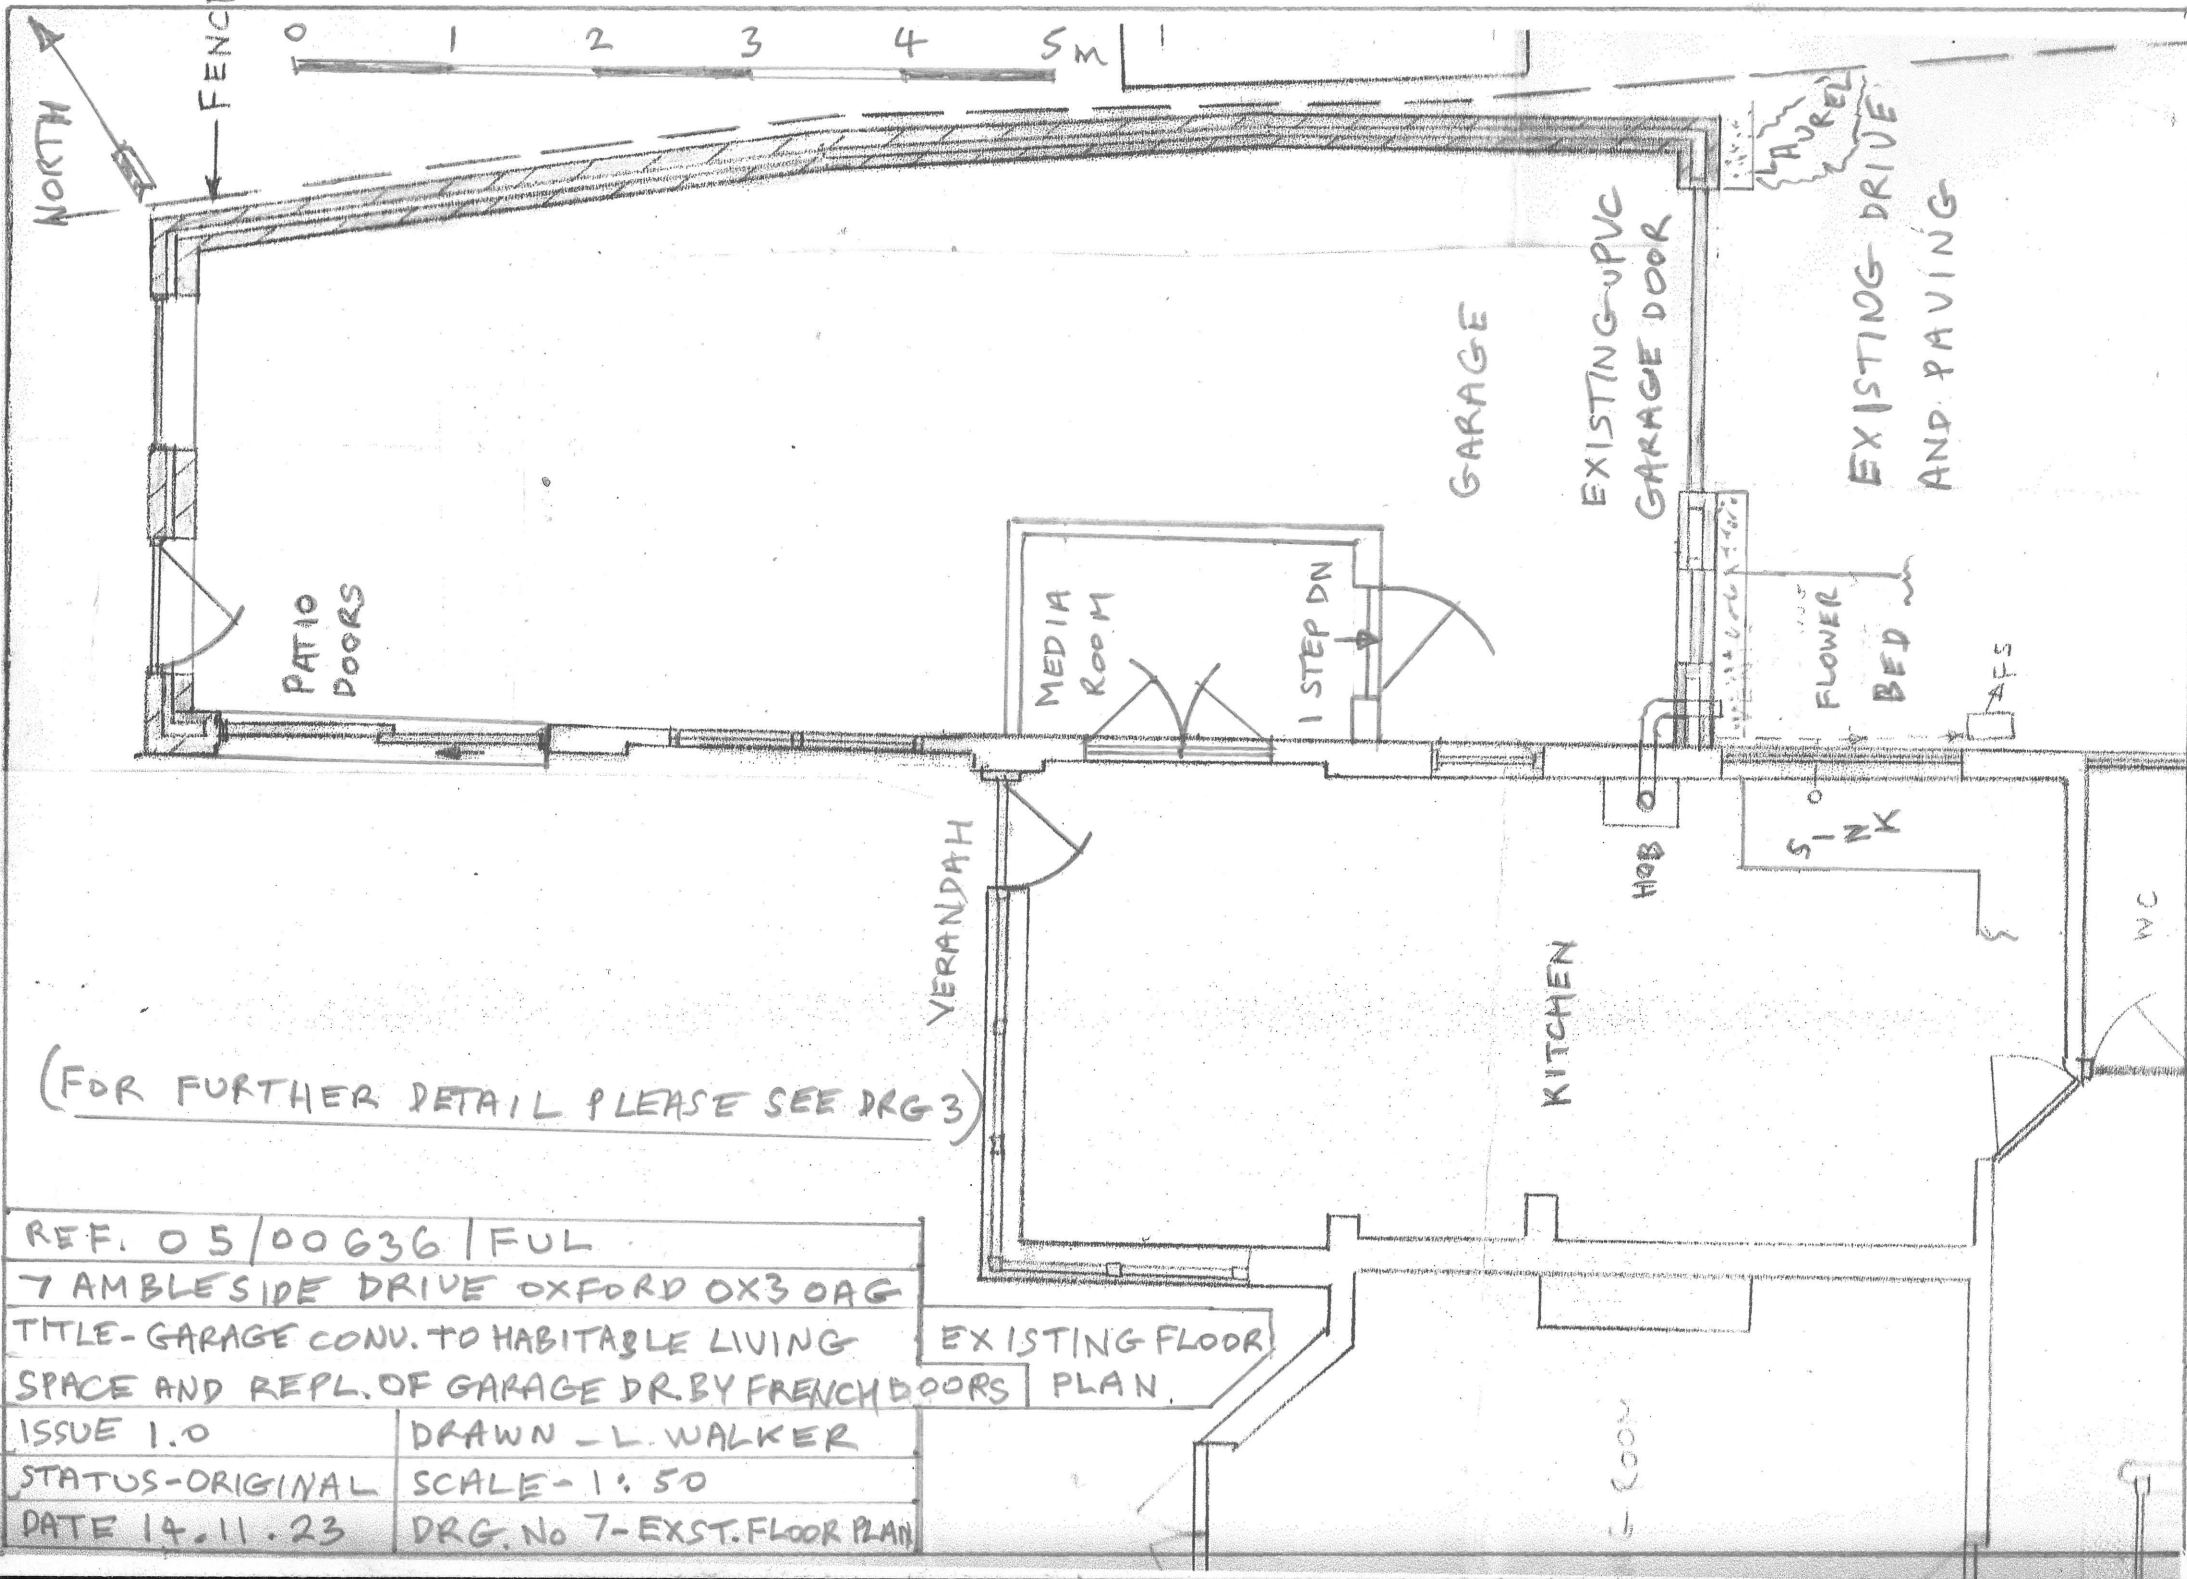 NORTH
FENC
0 1 2 3 4 5 m
LAUREL
EXISTING DRIVE
AND PAVING
EXISTING UPVC
GARAGE DOOR
GARAGE
PATIO
DOORS
MEDIA
ROOM
1 STEP DN
FLOWER
BED
AFS
SINK
HOB
VERANDAH
KITCHEN
WC
ROOM
(FOR FURTHER DETAIL PLEASE SEE DRG 3)
REF. 05/00636/FUL
7 AMBLESIDE DRIVE OXFORD OX3 0AG
TITLE-GARAGE CONV. TO HABITABLE LIVING
SPACE AND REPL. OF GARAGE DR BY FRENCH DOORS
EXISTING FLOOR
PLAN.
ISSUE 1.0
DRAWN - L. WALKER
STATUS-ORIGINAL
SCALE - 1:50
DATE 14.11.23
DRG. No 7-EXST. FLOOR PLAN